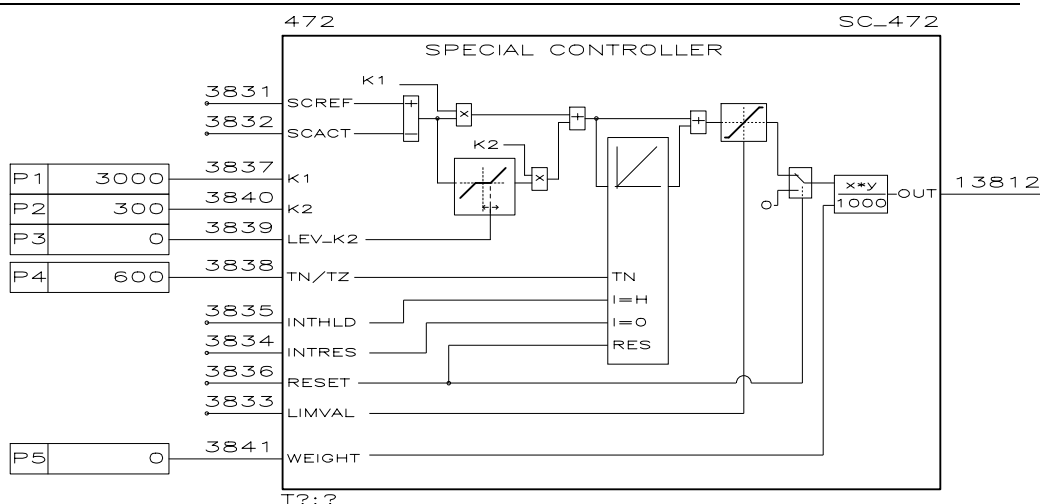 472 SC_472
SPECIAL CONTROLLER
K1
3831 SCREF +
3832 SCACT − x + +
K2
P1 3000 3837 K1 x
P2 300 3840 K2 x*y
1000 OUT 13812
0
P3 0 3839 LEV_K2
P4 600 3838 TN/TZ TN
3835 INTHLD I=H
3834 INTRES I=0
RES
3836 RESET
3833 LIMVAL
P5 0 3841 WEIGHT
T?:?